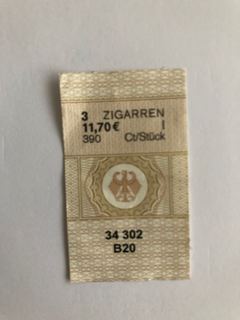 3 ZIGARREN
11,70 € I
390 Ct/Stück
34 302
B20